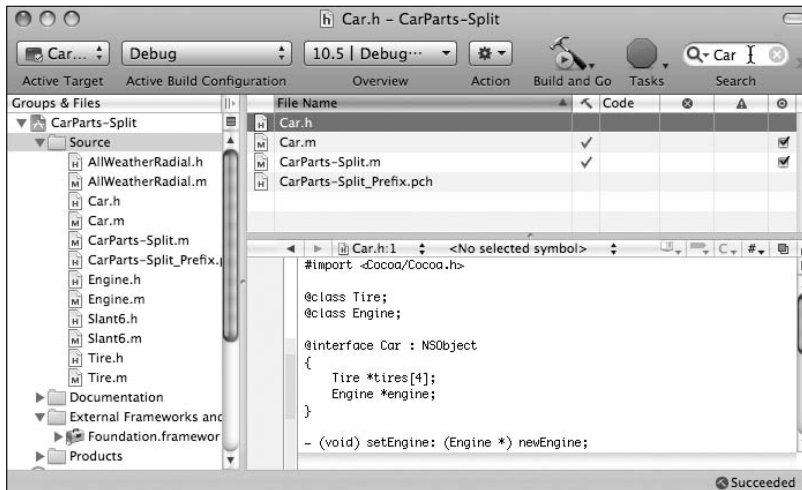 Car.h – CarParts-Split
Car...
Debug
10.5 | Debug···
Car
Active Target
Active Build Configuration
Overview
Action
Build and Go
Tasks
Search
Groups & Files
CarParts-Split
Source
AllWeatherRadial.h
AllWeatherRadial.m
Car.h
Car.m
CarParts-Split.m
CarParts-Split_Prefix.p
Engine.h
Engine.m
Slant6.h
Slant6.m
Tire.h
Tire.m
Documentation
External Frameworks and
Foundation.framewor
Products
File Name
Code
Car.h
Car.m
CarParts-Split.m
CarParts-Split_Prefix.pch
Car.h:1
<No selected symbol>
C
#
#import <Cocoa/Cocoa.h>
@class Tire;
@class Engine;
@interface Car : NSObject
{
Tire *tires[4];
Engine *engine;
}
- (void) setEngine: (Engine *) newEngine;
Succeeded